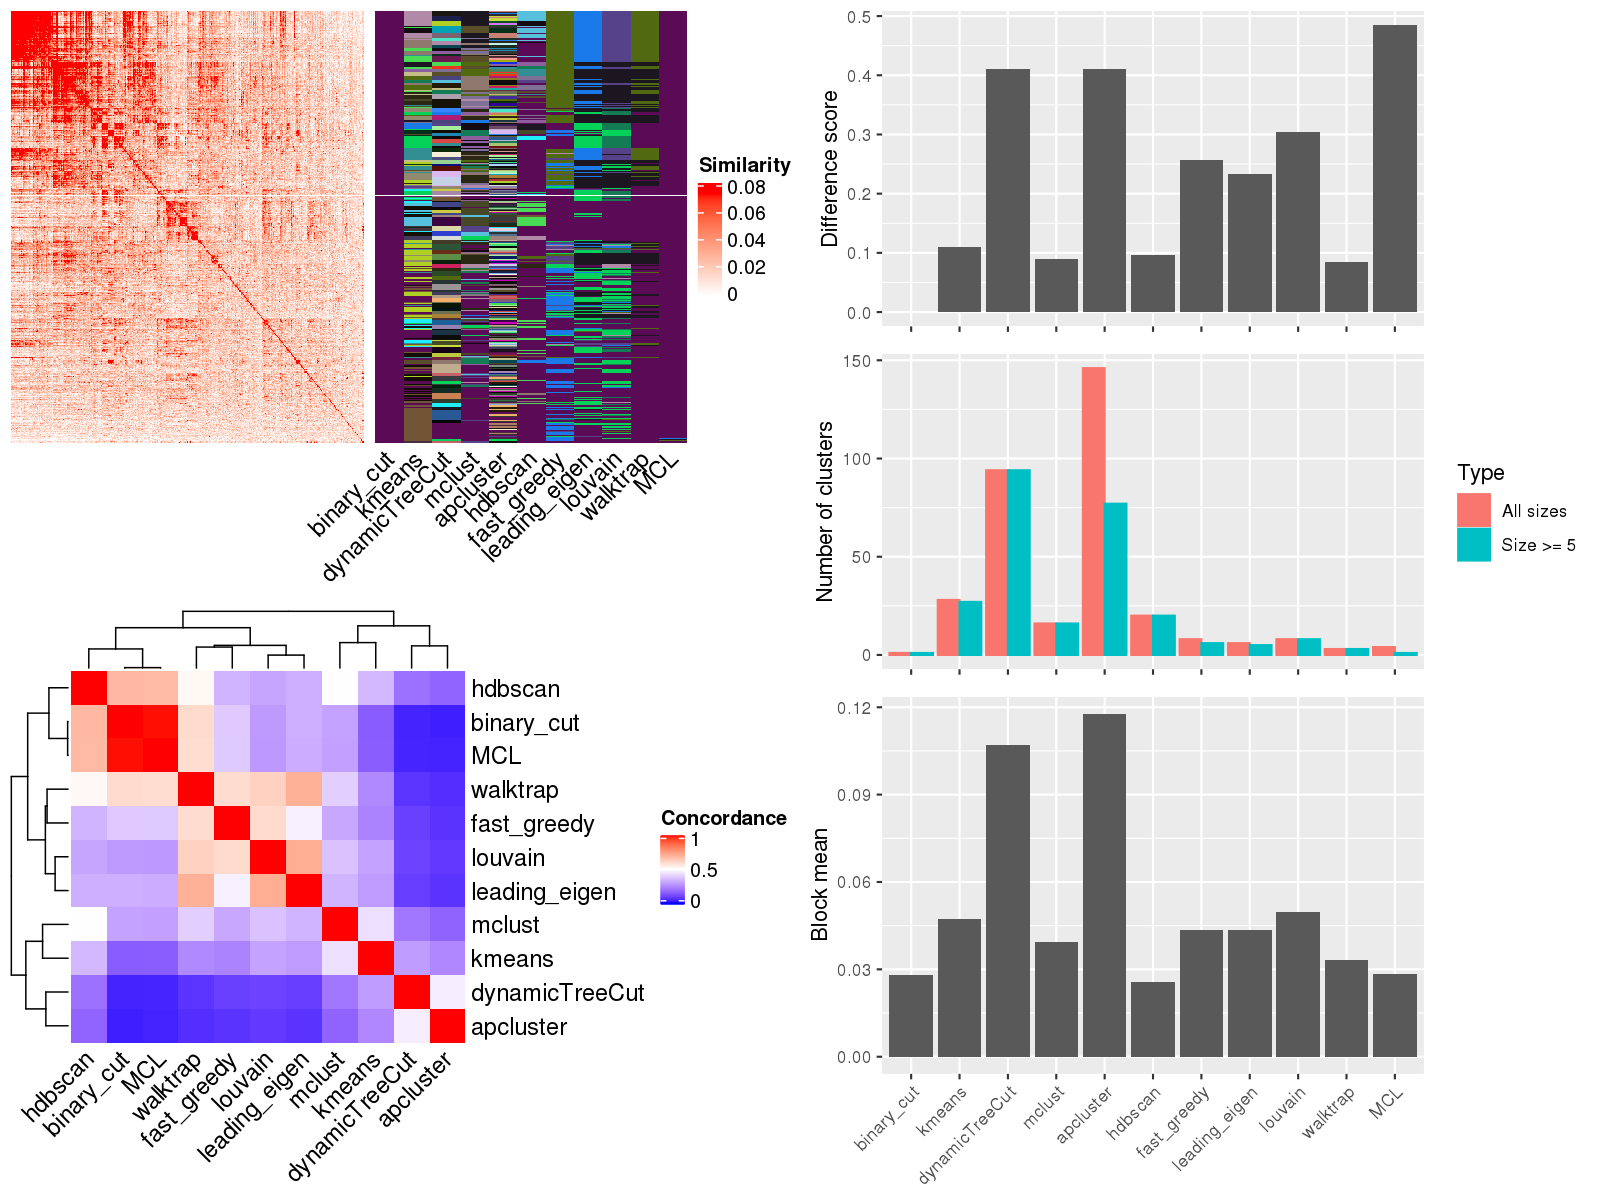 Similarity
0.08
0.06
0.04
0.02
0
binary_cut
kmeans
dynamicTreeCut
mclust
apcluster
hdbscan
fast_greedy
leading_eigen
louvain
walktrap
MCL
hdbscan
binary_cut
MCL
walktrap
fast_greedy
louvain
leading_eigen
mclust
kmeans
dynamicTreeCut
apcluster
Concordance
1
0.5
0
hdbscan
binary_cut
MCL
walktrap
fast_greedy
louvain
leading_eigen
mclust
kmeans
dynamicTreeCut
apcluster
Difference score
0.5
0.4
0.3
0.2
0.1
0.0
Number of clusters
150
100
50
0
Type
All sizes
Size >= 5
Block mean
0.12
0.09
0.06
0.03
0.00
binary_cut
kmeans
dynamicTreeCut
mclust
apcluster
hdbscan
fast_greedy
leading_eigen
louvain
walktrap
MCL